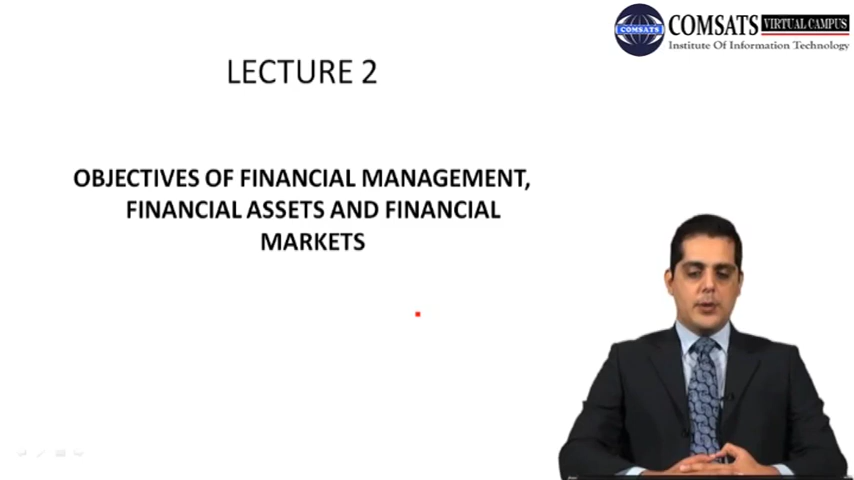 COMSATS VIRTUAL CAMPUS
Institute Of Information Technology
COMSATS
LECTURE 2
OBJECTIVES OF FINANCIAL MANAGEMENT,
FINANCIAL ASSETS AND FINANCIAL
MARKETS